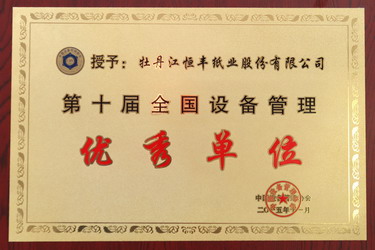 授予：牡丹江恒丰纸业股份有限公司
第十届全国设备管理
优秀单位